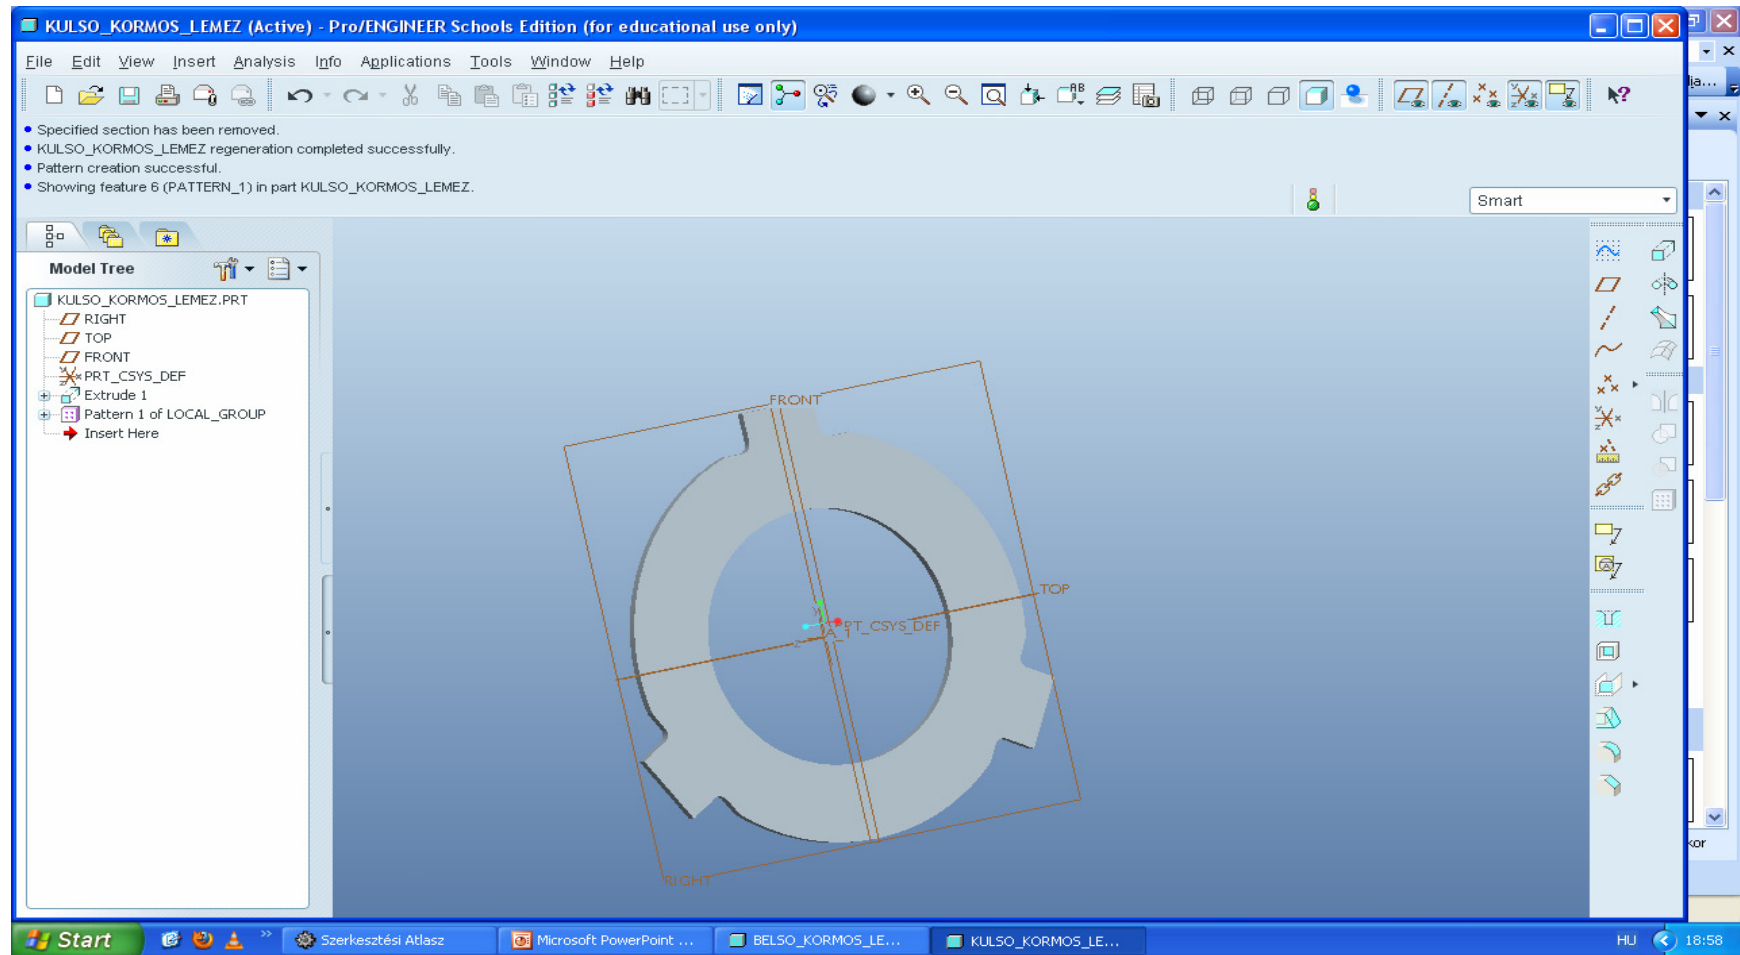 KULSO_KORMOS_LEMEZ (Active) - Pro/ENGINEER Schools Edition (for educational use only)
File Edit View Insert Analysis Info Applications Tools Window Help
• Specified section has been removed.
• KULSO_KORMOS_LEMEZ regeneration completed successfully.
• Pattern creation successful.
• Showing feature 6 (PATTERN_1) in part KULSO_KORMOS_LEMEZ.
Smart
Model Tree
KULSO_KORMOS_LEMEZ.PRT
RIGHT
TOP
FRONT
PRT_CSYS_DEF
Extrude 1
Pattern 1 of LOCAL_GROUP
Insert Here
FRONT
TOP
Y
PRT_CSYS_DEF
A_1
Z
RIGHT
kor
Start
Szerkesztési Atlasz
Microsoft PowerPoint ...
BELSO_KORMOS_LE...
KULSO_KORMOS_LE...
HU
18:58